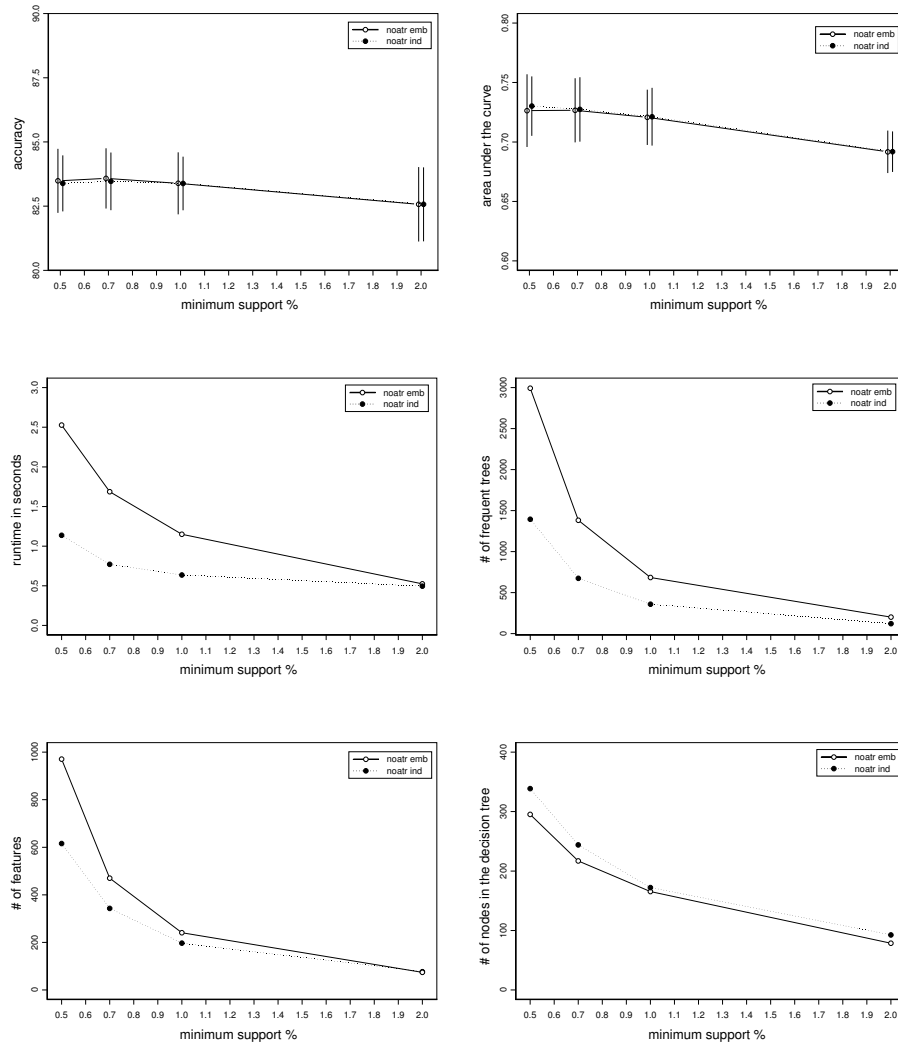 90.0
87.5
85.0
82.5
80.0
accuracy
noatr emb
noatr ind
0.5 0.6 0.7 0.8 0.9 1.0 1.1 1.2 1.3 1.4 1.5 1.6 1.7 1.8 1.9 2.0
minimum support %
0.80
0.75
0.70
0.65
0.60
area under the curve
noatr emb
noatr ind
0.5 0.6 0.7 0.8 0.9 1.0 1.1 1.2 1.3 1.4 1.5 1.6 1.7 1.8 1.9 2.0
minimum support %
3.0
2.5
2.0
1.5
1.0
0.5
0.0
runtime in seconds
noatr emb
noatr ind
0.5 0.6 0.7 0.8 0.9 1.0 1.1 1.2 1.3 1.4 1.5 1.6 1.7 1.8 1.9 2.0
minimum support %
3000
2500
2000
1500
1000
500
0
# of frequent trees
noatr emb
noatr ind
0.5 0.6 0.7 0.8 0.9 1.0 1.1 1.2 1.3 1.4 1.5 1.6 1.7 1.8 1.9 2.0
minimum support %
1000
800
600
400
200
0
# of features
noatr emb
noatr ind
0.5 0.6 0.7 0.8 0.9 1.0 1.1 1.2 1.3 1.4 1.5 1.6 1.7 1.8 1.9 2.0
minimum support %
400
300
200
100
0
# of nodes in the decision tree
noatr emb
noatr ind
0.5 0.6 0.7 0.8 0.9 1.0 1.1 1.2 1.3 1.4 1.5 1.6 1.7 1.8 1.9 2.0
minimum support %